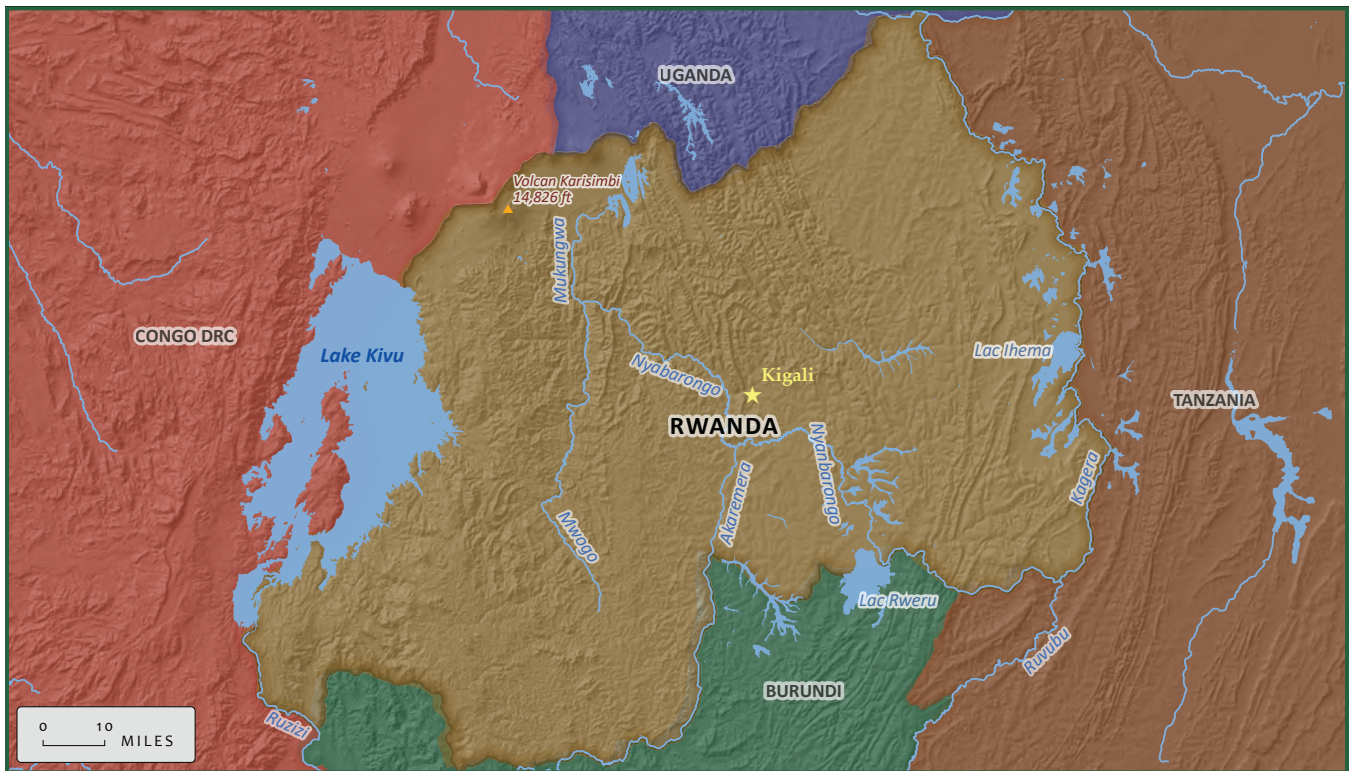 UGANDA
Volcan Karisimbi
14,826 ft
Mukungwa
CONGO DRC
Lake Kivu
Lac Ihema
Nyabarongo
Kigali
TANZANIA
RWANDA
Nyanbarongo
Kagera
Akaremera
Mwogo
Lac Rweru
Ruvubu
BURUNDI
Ruzizi
0 10
MILES